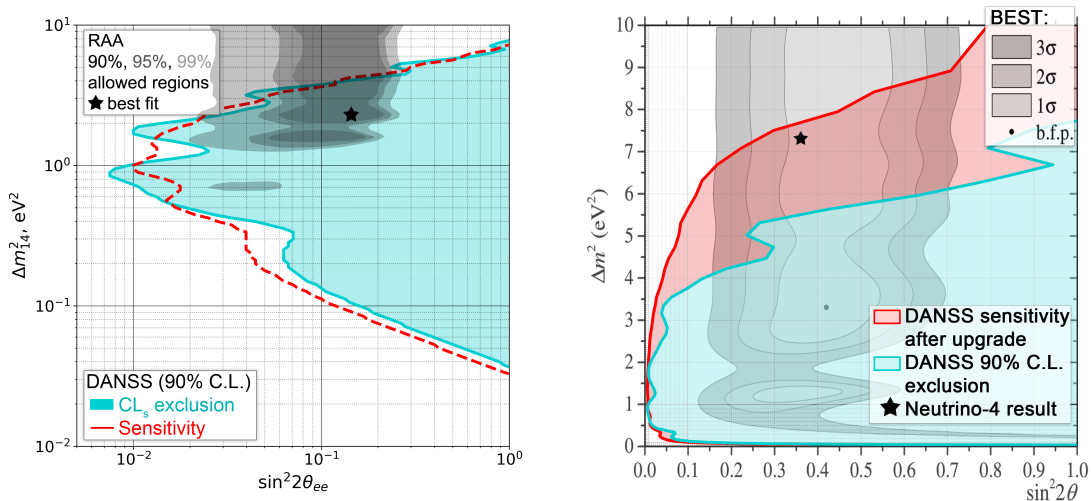 10¹
10⁰
10⁻¹
10⁻²
Δm²₁₄, eV²
RAA
90%, 95%, 99%
allowed regions
★ best fit
DANSS (90% C.L.)
CLₛ exclusion
Sensitivity
10⁻²
10⁻¹
10⁰
sin²2θₑₑ
10
9
8
7
6
5
4
3
2
1
0
Δm² (eV²)
BEST:
3σ
2σ
1σ
b.f.p.
DANSS sensitivity
after upgrade
DANSS 90% C.L.
exclusion
★ Neutrino-4 result
0.0 0.1 0.2 0.3 0.4 0.5 0.6 0.7 0.8 0.9 1.0
sin²2θ